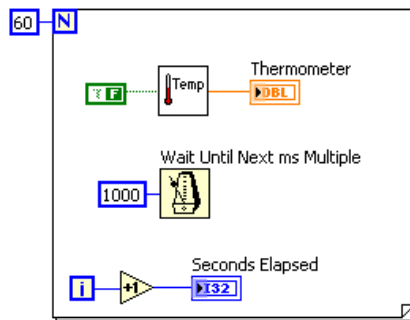 60 N
Thermometer
? F Temp DBL
Wait Until Next ms Multiple
1000
Seconds Elapsed
i +1 I32